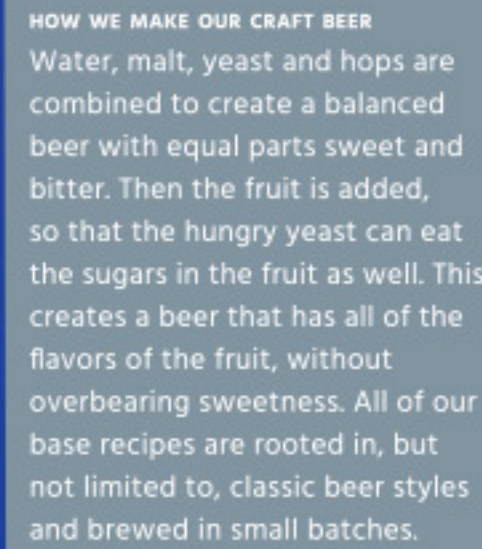 HOW WE MAKE OUR CRAFT BEER
Water, malt, yeast and hops are
combined to create a balanced
beer with equal parts sweet and
bitter. Then the fruit is added,
so that the hungry yeast can eat
the sugars in the fruit as well. This
creates a beer that has all of the
flavors of the fruit, without
overbearing sweetness. All of our
base recipes are rooted in, but
not limited to, classic beer styles
and brewed in small batches.